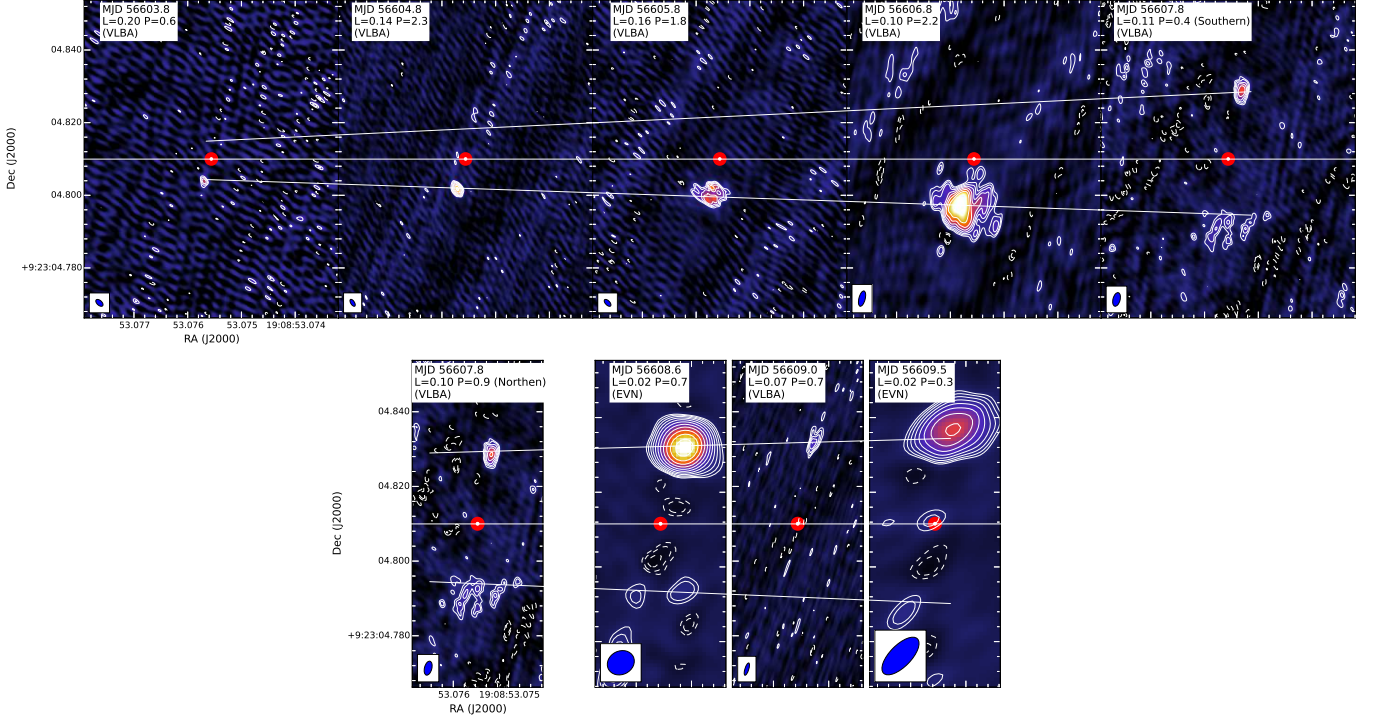 MJD 56603.8
L=0.20 P=0.6
(VLBA)
MJD 56604.8
L=0.14 P=2.3
(VLBA)
MJD 56605.8
L=0.16 P=1.8
(VLBA)
MJD 56606.8
L=0.10 P=2.2
(VLBA)
MJD 56607.8
L=0.11 P=0.4 (Southern)
(VLBA)
04.840
04.820
04.800
+9:23:04.780
Dec (J2000)
53.077 53.076 53.075 19:08:53.074
RA (J2000)
MJD 56607.8
L=0.10 P=0.9 (Northen)
(VLBA)
MJD 56608.6
L=0.02 P=0.7
(EVN)
MJD 56609.0
L=0.07 P=0.7
(VLBA)
MJD 56609.5
L=0.02 P=0.3
(EVN)
04.840
04.820
04.800
+9:23:04.780
Dec (J2000)
53.076 19:08:53.075
RA (J2000)